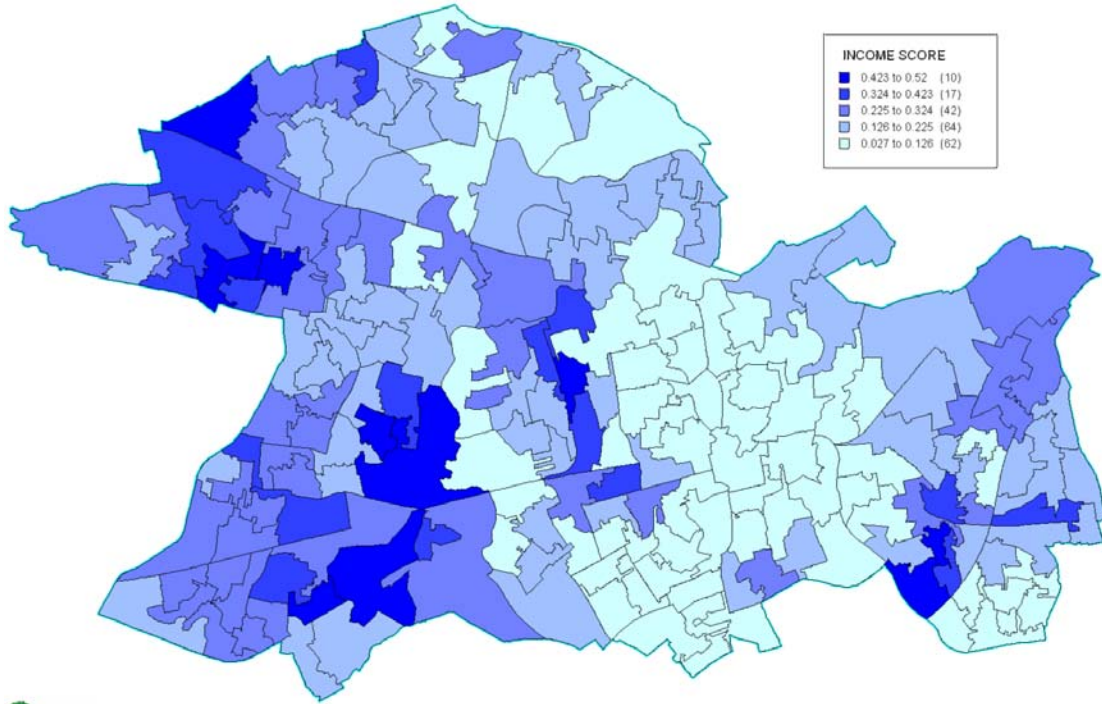 INCOME SCORE
0.423 to 0.52 (10)
0.324 to 0.423 (17)
0.225 to 0.324 (42)
0.126 to 0.225 (64)
0.027 to 0.126 (62)